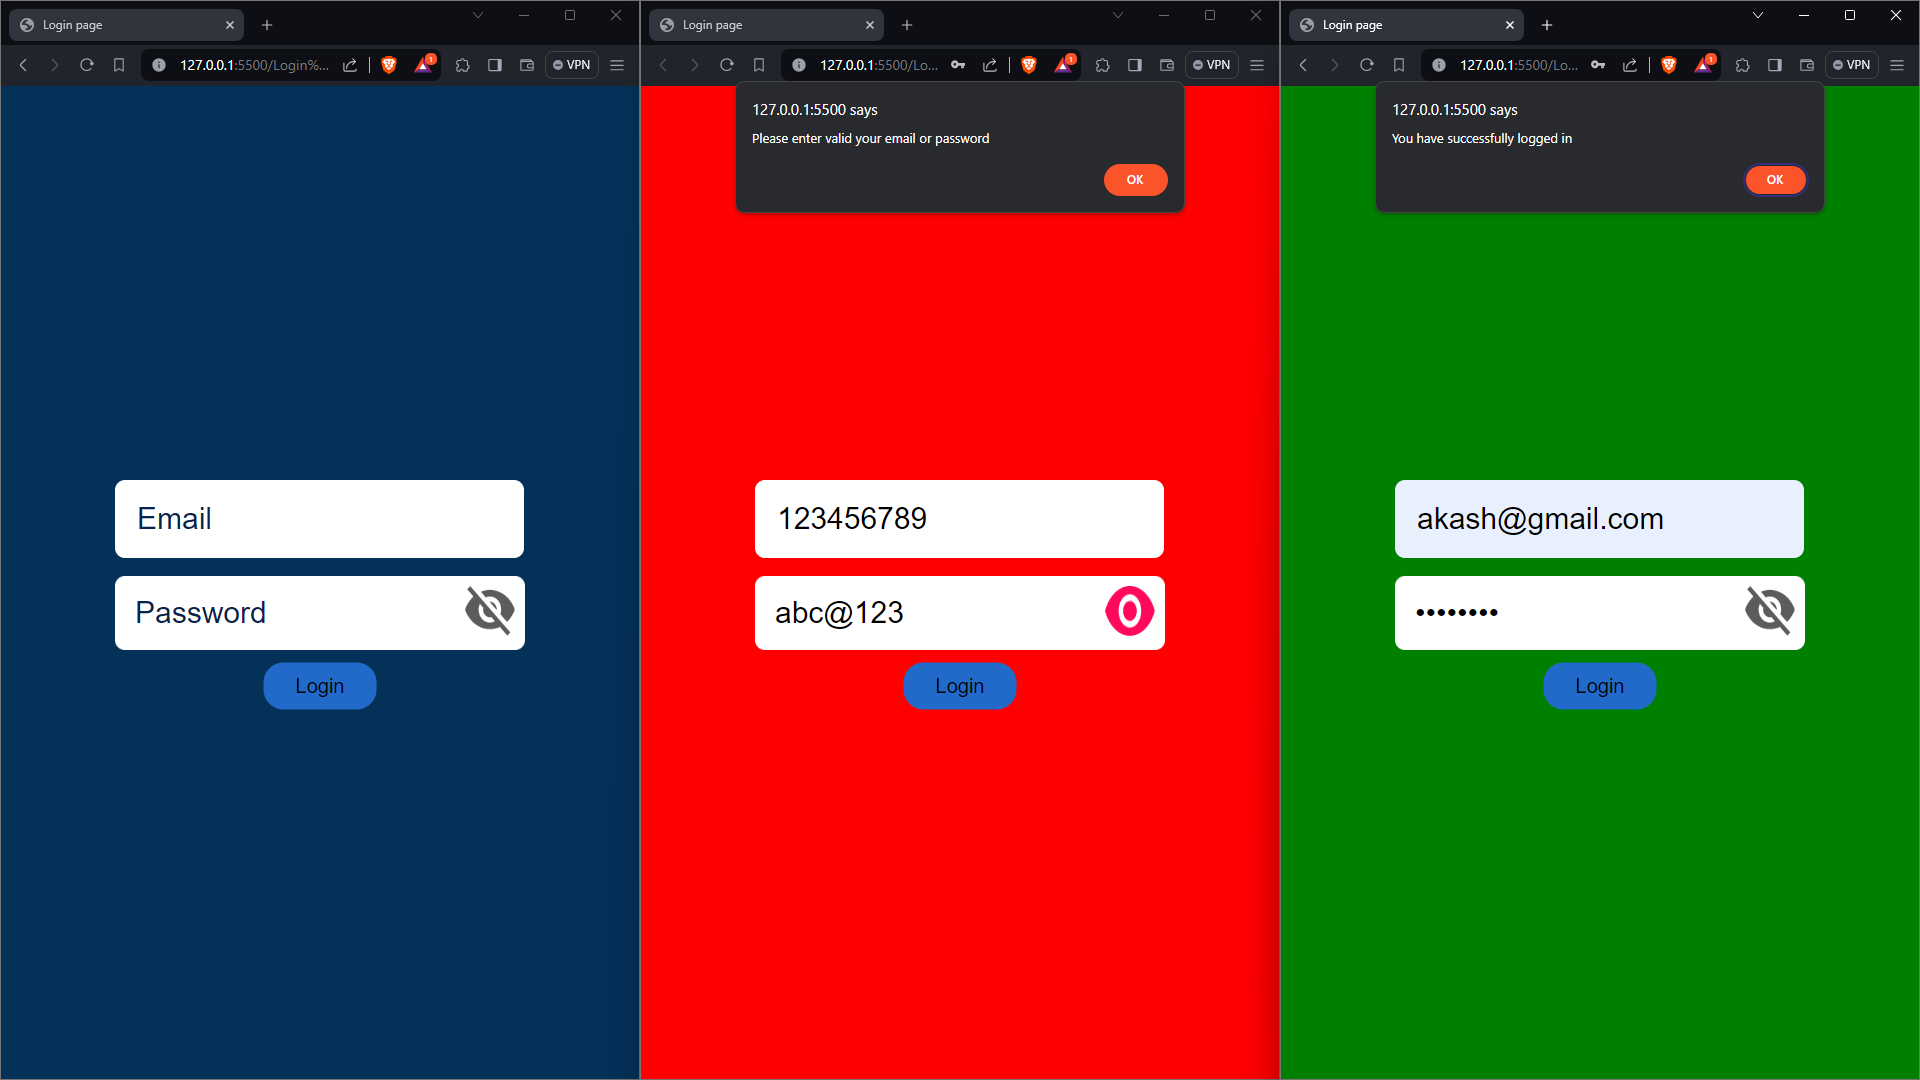 Login page
127.0.0.1:5500/Login%...
1
VPN
Email
Password
Login
Login page
127.0.0.1:5500/Lo...
1
VPN
127.0.0.1:5500 says
Please enter valid your email or password
OK
123456789
abc@123
Login
Login page
127.0.0.1:5500/Lo...
1
VPN
127.0.0.1:5500 says
You have successfully logged in
OK
akash@gmail.com
••••••••
Login